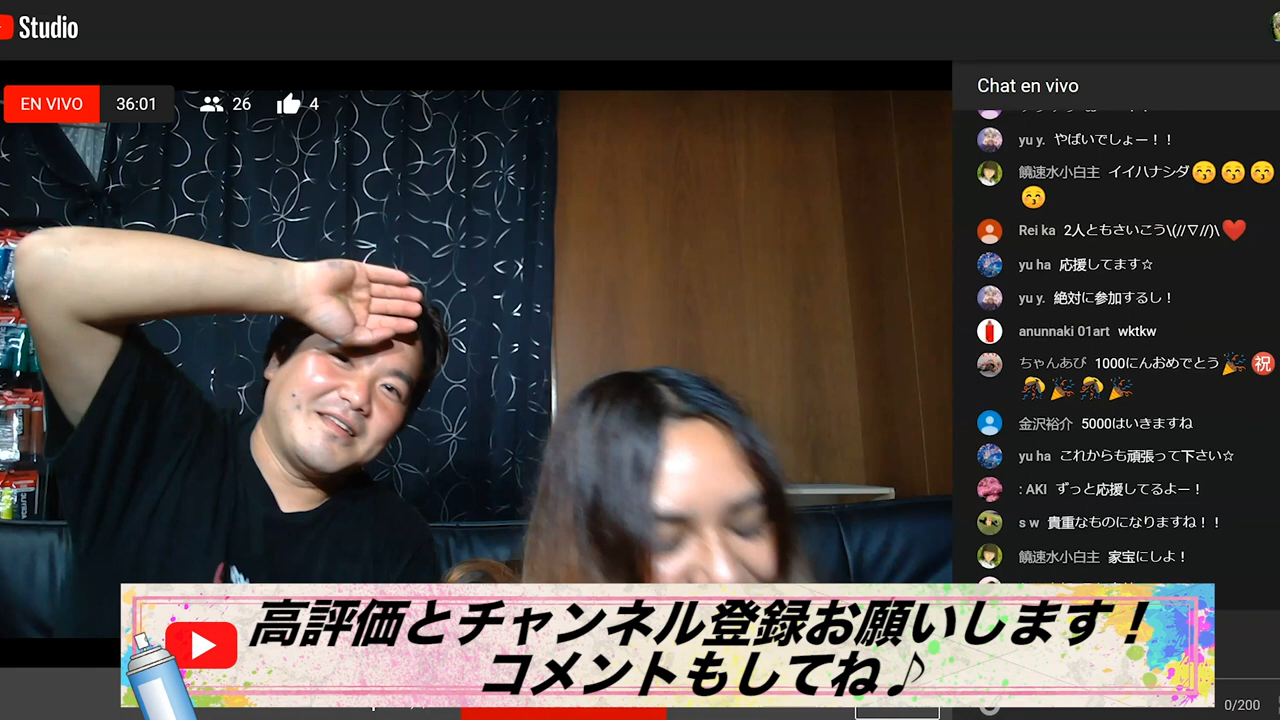 Studio
EN VIVO 36:01 26 4
Chat en vivo
yu y. やばいでしょー！！
饒速水小白主 イイハナシダ😙😙😙
😙
Rei ka 2人ともさいこう\(//▽//)\❤️
yu ha 応援してます☆
yu y. 絶対に参加するし！
anunnaki 01art wktkw
ちゃんあび 1000にんおめでとう🎉㊗️
🎊🎉🎊🎉
金沢裕介 5000はいきますね
yu ha これからも頑張って下さい☆
: AKI ずっと応援してるよー！
s w 貴重なものになりますね！！
饒速水小白主 家宝にしよ！
高評価とチャンネル登録お願いします！
コメントもしてね♪
0/200